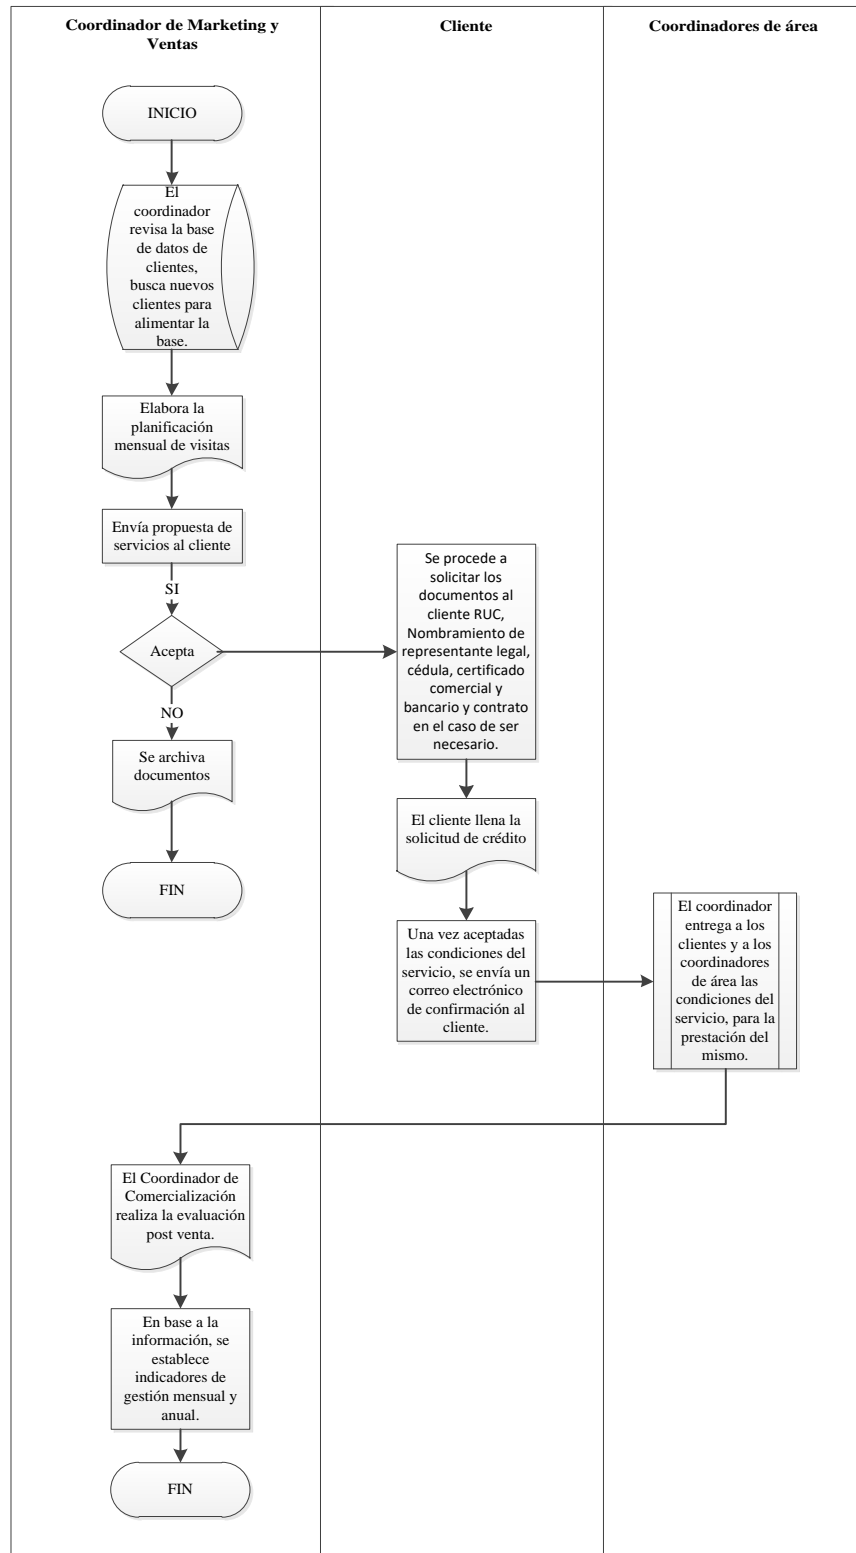 Coordinador de Marketing y
Ventas
Cliente
Coordinadores de área
INICIO
El
coordinador
revisa la base
de datos de
clientes,
busca nuevos
clientes para
alimentar la
base.
Elabora la
planificación
mensual de visitas
Envía propuesta de
servicios al cliente
SI
Acepta
NO
Se archiva
documentos
FIN
Se procede a
solicitar los
documentos al
cliente RUC,
Nombramiento de
representante legal,
cédula, certificado
comercial y
bancario y contrato
en el caso de ser
necesario.
El cliente llena la
solicitud de crédito
Una vez aceptadas
las condiciones del
servicio, se envía un
correo electrónico
de confirmación al
cliente.
El coordinador
entrega a los
clientes y a los
coordinadores
de área las
condiciones del
servicio, para la
prestación del
mismo.
El Coordinador de
Comercialización
realiza la evaluación
post venta.
En base a la
información, se
establece
indicadores de
gestión mensual y
anual.
FIN